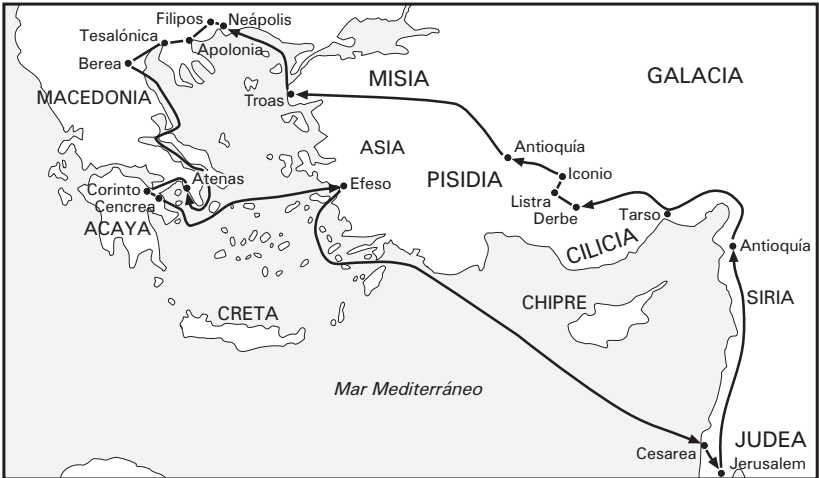 Filipos
Neápolis
Tesalónica
Apolonia
Berea
MISIA
GALACIA
MACEDONIA
Troas
ASIA
Antioquía
Atenas
Iconio
Efeso
PISIDIA
Corinto
Listra
Cencrea
Derbe
Tarso
ACAYA
CILICIA
Antioquía
CHIPRE
SIRIA
CRETA
Mar Mediterráneo
JUDEA
Cesarea
Jerusalem